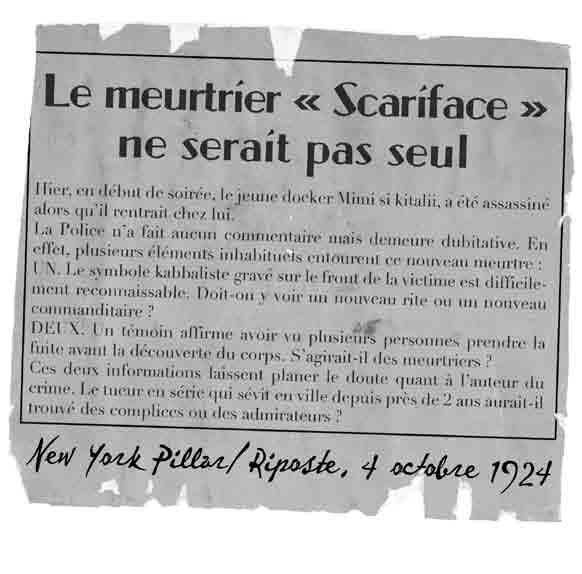 Le meurtrier « Scariface »
ne serait pas seul
Hier, en début de soirée, le jeune docker Mimi si kitalii, a été assassiné
alors qu'il rentrait chez lui.
La Police n'a fait aucun commentaire mais demeure dubitative. En
effet, plusieurs éléments inhabituels entourent ce nouveau meurtre :
UN. Le symbole kabbaliste gravé sur le front de la victime est difficile-
ment reconnaissable. Doit-on y voir un nouveau rite ou un nouveau
commanditaire ?
DEUX. Un témoin affirme avoir vu plusieurs personnes prendre la
fuite avant la découverte du corps. S'agirait-il des meurtriers ?
Ces deux informations laissent planer le doute quant à l'auteur du
crime. Le tueur en série qui sévit en ville depuis près de 2 ans aurait-il
trouvé des complices ou des admirateurs ?
New York Pillar/Riposte, 4 octobre 1924